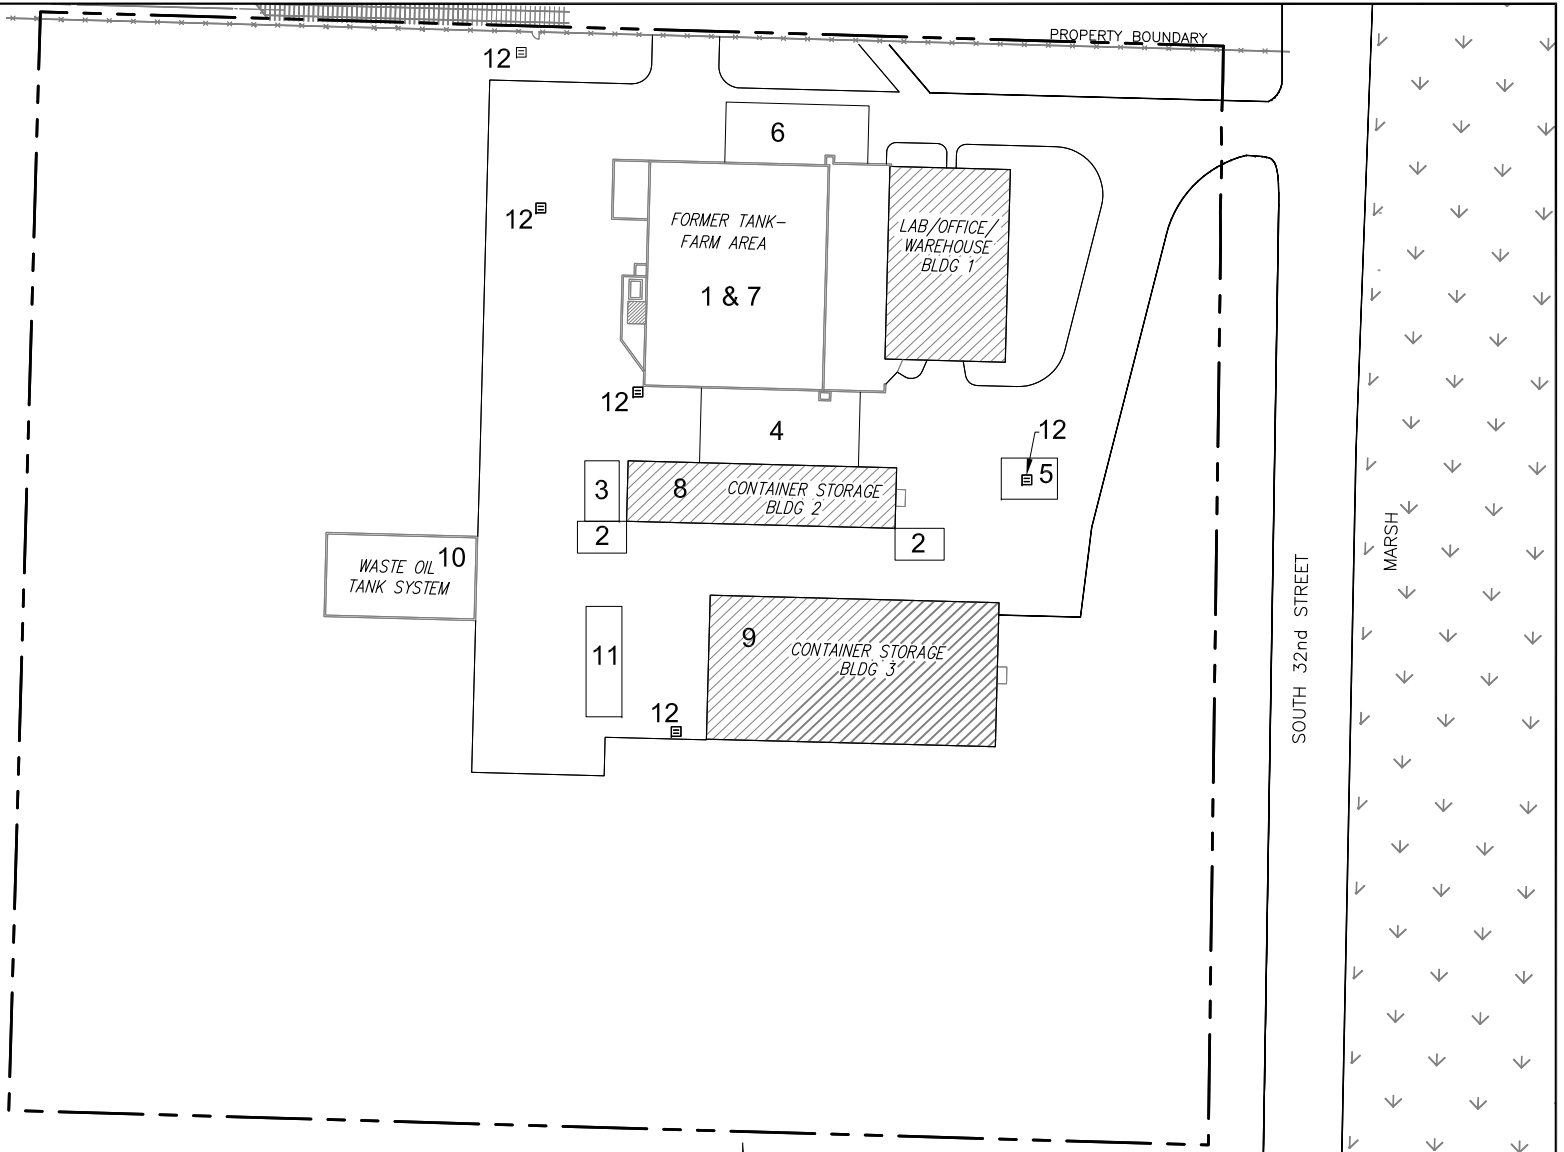 PROPERTY BOUNDARY
12
6
12
FORMER TANK-
FARM AREA
1 & 7
LAB/OFFICE/
WAREHOUSE
BLDG 1
12
4
12
5
3
8
CONTAINER STORAGE
BLDG 2
2
2
10
WASTE OIL
TANK SYSTEM
11
9
CONTAINER STORAGE
BLDG 3
12
SOUTH 32nd STREET
MARSH